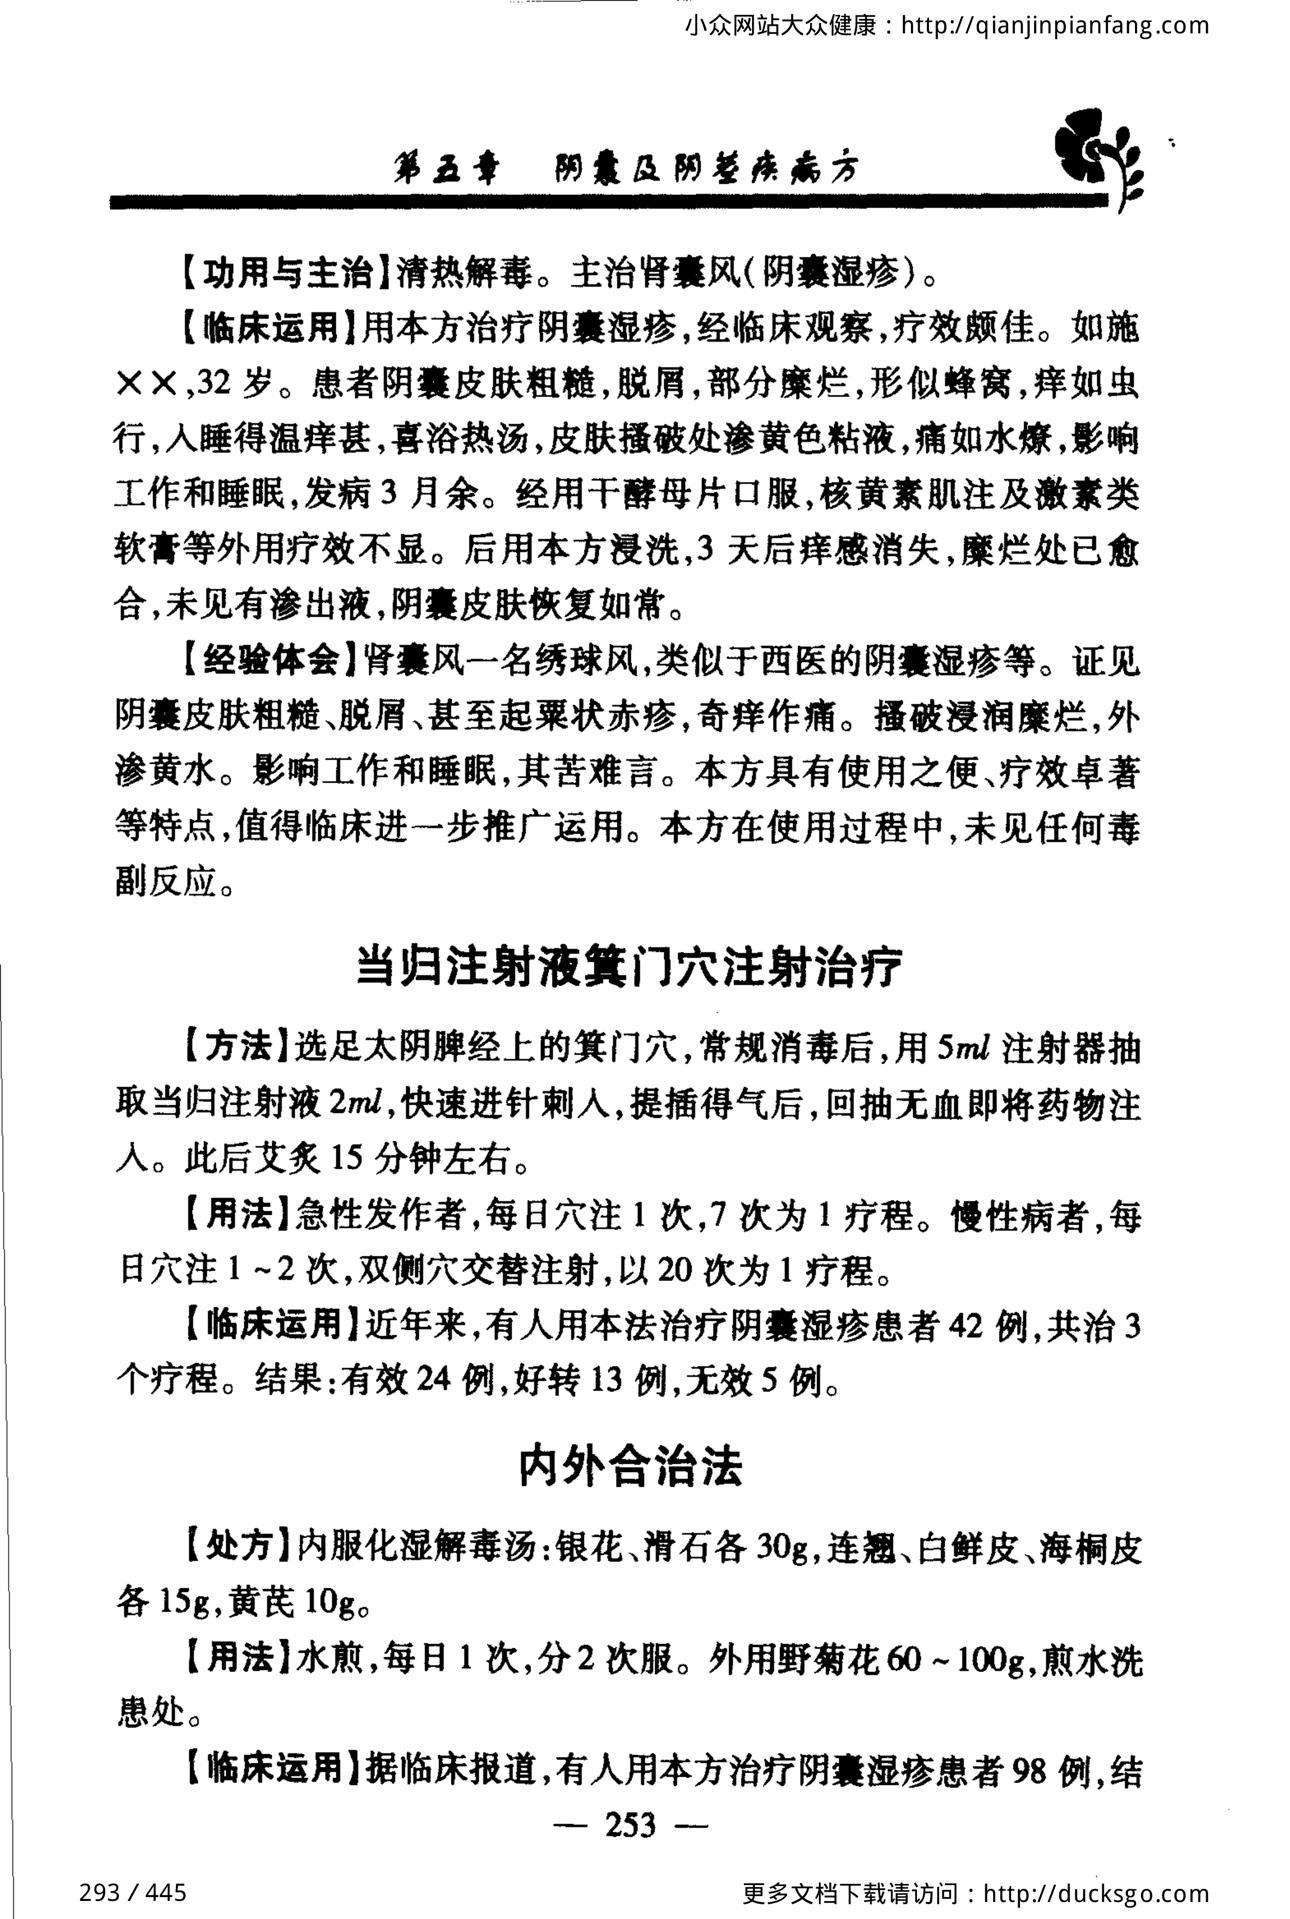 小众网站大众健康：http://qianjinpianfang.com
第五章 阴囊及阴茎疾病方
【功用与主治】清热解毒。主治肾囊风(阴囊湿疹)。
【临床运用】用本方治疗阴囊湿疹,经临床观察,疗效颇佳。如施
××,32岁。患者阴囊皮肤粗糙,脱屑,部分糜烂,形似蜂窝,痒如虫
行,人睡得温痒甚,喜浴热汤,皮肤搔破处渗黄色粘液,痛如水燎,影响
工作和睡眠,发病3月余。经用干酵母片口服,核黄素肌注及激素类
软膏等外用疗效不显。后用本方浸洗,3天后痒感消失,糜烂处已愈
合,未见有渗出液,阴囊皮肤恢复如常。
【经验体会】肾囊风一名绣球风,类似于西医的阴囊湿疹等。证见
阴囊皮肤粗糙、脱屑、甚至起粟状赤疹,奇痒作痛。搔破浸润糜烂,外
渗黄水。影响工作和睡眠,其苦难言。本方具有使用之便、疗效卓著
等特点,值得临床进一步推广运用。本方在使用过程中,未见任何毒
副反应。
当归注射液箕门穴注射治疗
【方法】选足太阴脾经上的箕门穴,常规消毒后,用5ml注射器抽
取当归注射液2ml,快速进针刺人,提插得气后,回抽无血即将药物注
人。此后艾炙15分钟左右。
【用法】急性发作者,每日穴注1次,7次为1疗程。慢性病者,每
日穴注1~2次,双侧穴交替注射,以20次为1疗程。
【临床运用】近年来,有人用本法治疗阴囊湿疹患者42例,共治3
个疗程。结果:有效24例,好转13例,无效5例。
内外合治法
【处方】内服化湿解毒汤:银花、滑石各30g,连翘、白鲜皮、海桐皮
各15g,黄芪10g。
【用法】水煎,每日1次,分2次服。外用野菊花60~100g,煎水洗
患处。
【临床运用】据临床报道,有人用本方治疗阴囊湿疹患者98例,结
— 253 —
293 / 445
更多文档下载请访问：http://ducksgo.com